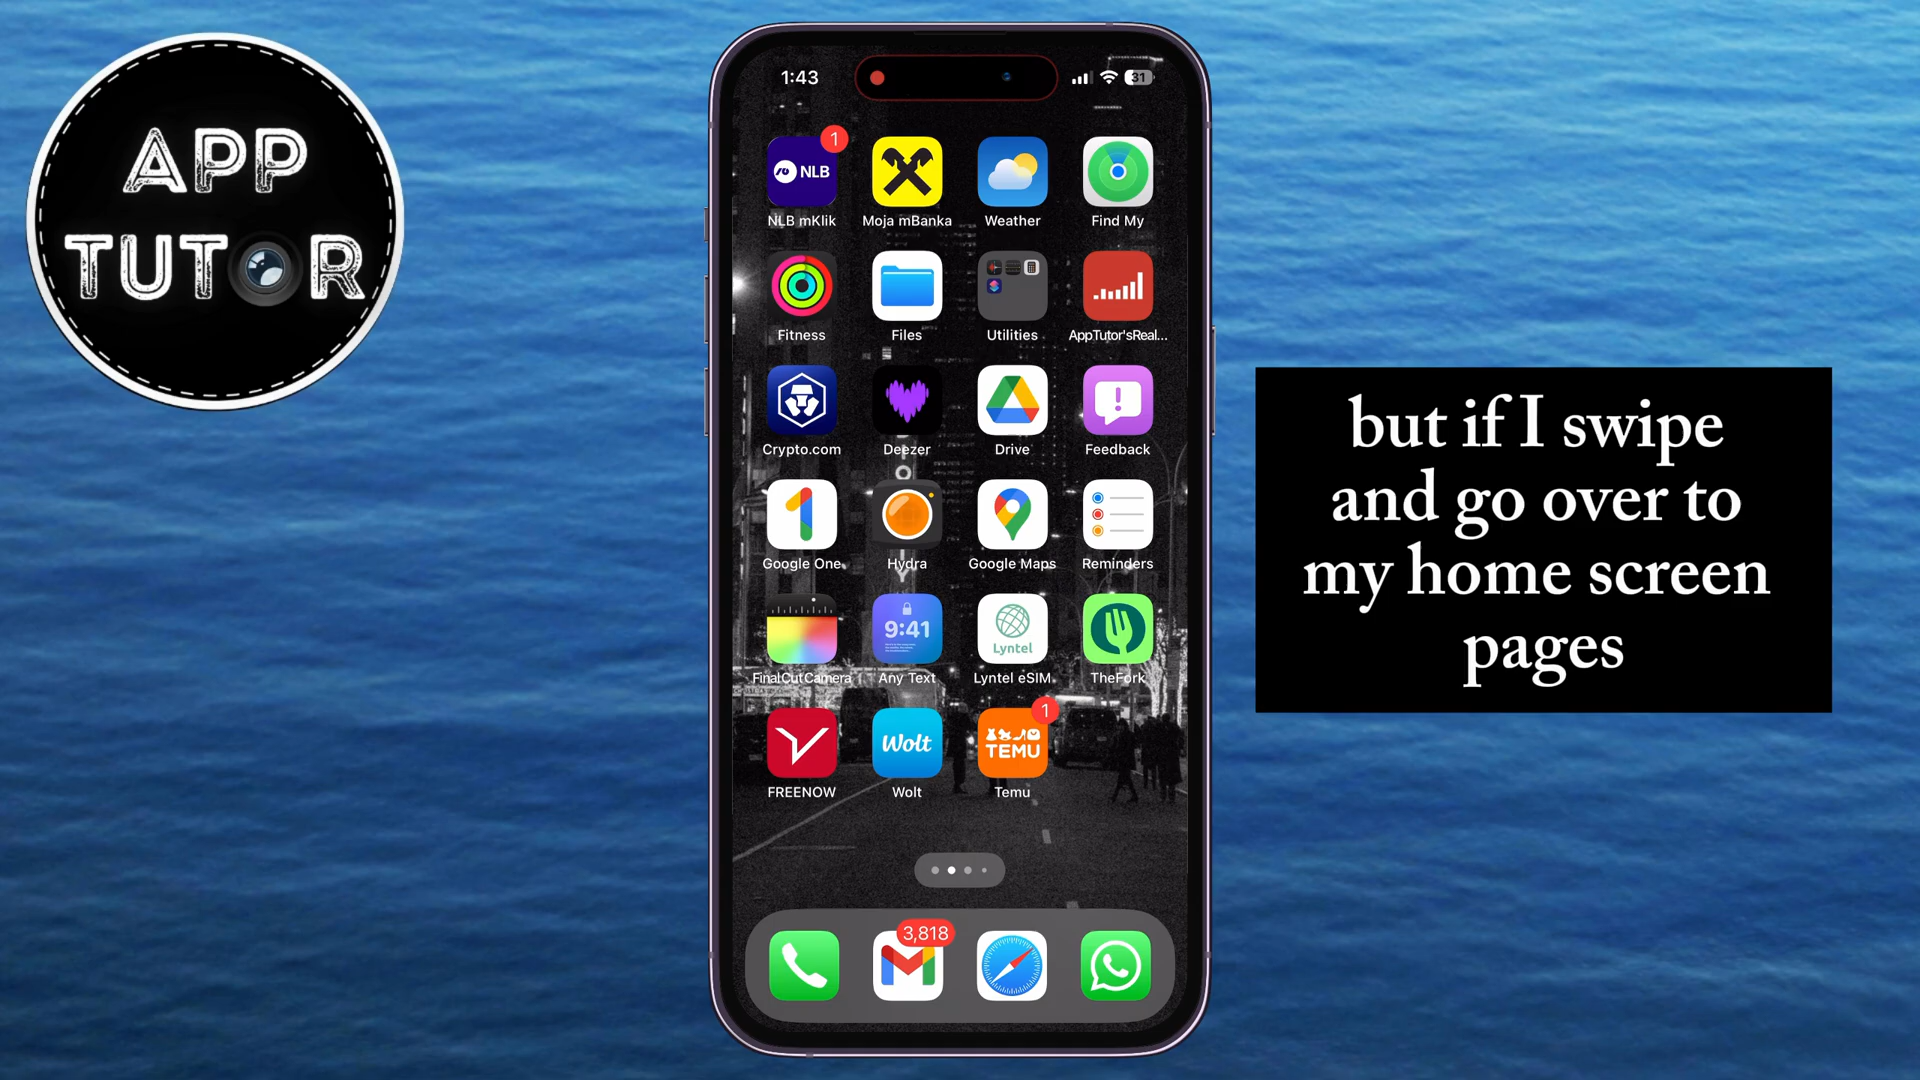 APP
TUTOR
1:43
31
1
NLB
NLB mKlik
Moja mBanka
Weather
Find My
Fitness
Files
Utilities
AppTutor'sReal...
Crypto.com
Deezer
Drive
Feedback
Google One
Hydra
Google Maps
Reminders
9:41
Lyntel
FinalCutCamera
Any Text
Lyntel eSIM
TheFork
Wolt
1
TEMU
FREENOW
Wolt
Temu
3,818
but if I swipe
and go over to
my home screen
pages